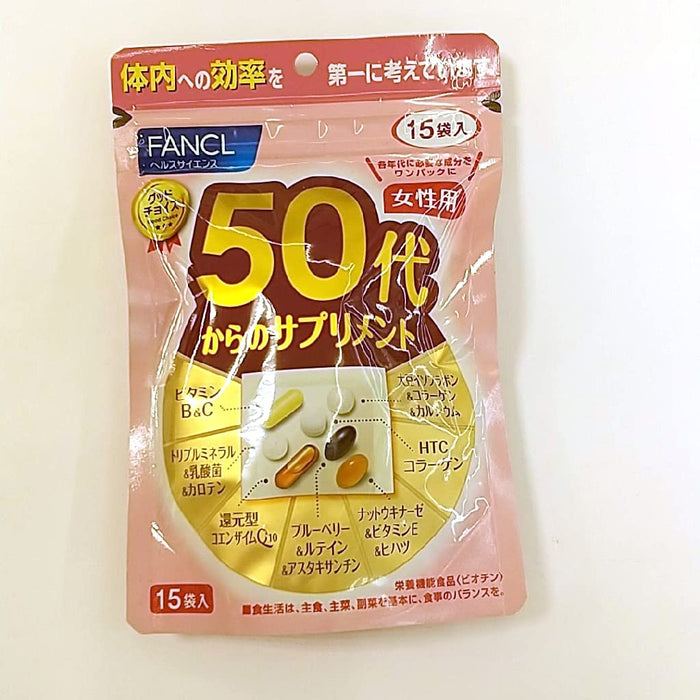 体内への効率を 第一に考えています
FANCL
ヘルスサイエンス
15袋入
各年代に必要な成分を
ワンパックに
グッド
チョイス
Good Choice
女性用
50代
からのサプリメント
ビタミン
B&C
大豆イソフラボン
&コラーゲン
&カルシウム
トリプルミネラル
&乳酸菌
&カロテン
HTC
コラーゲン
還元型
コエンザイムQ10
ブルーベリー
&ルテイン
&アスタキサンチン
ナットウキナーゼ
&ビタミンE
&ヒハツ
栄養機能食品(ビオチン)
15袋入
■食生活は、主食、主菜、副菜を基本に、食事のバランスを。